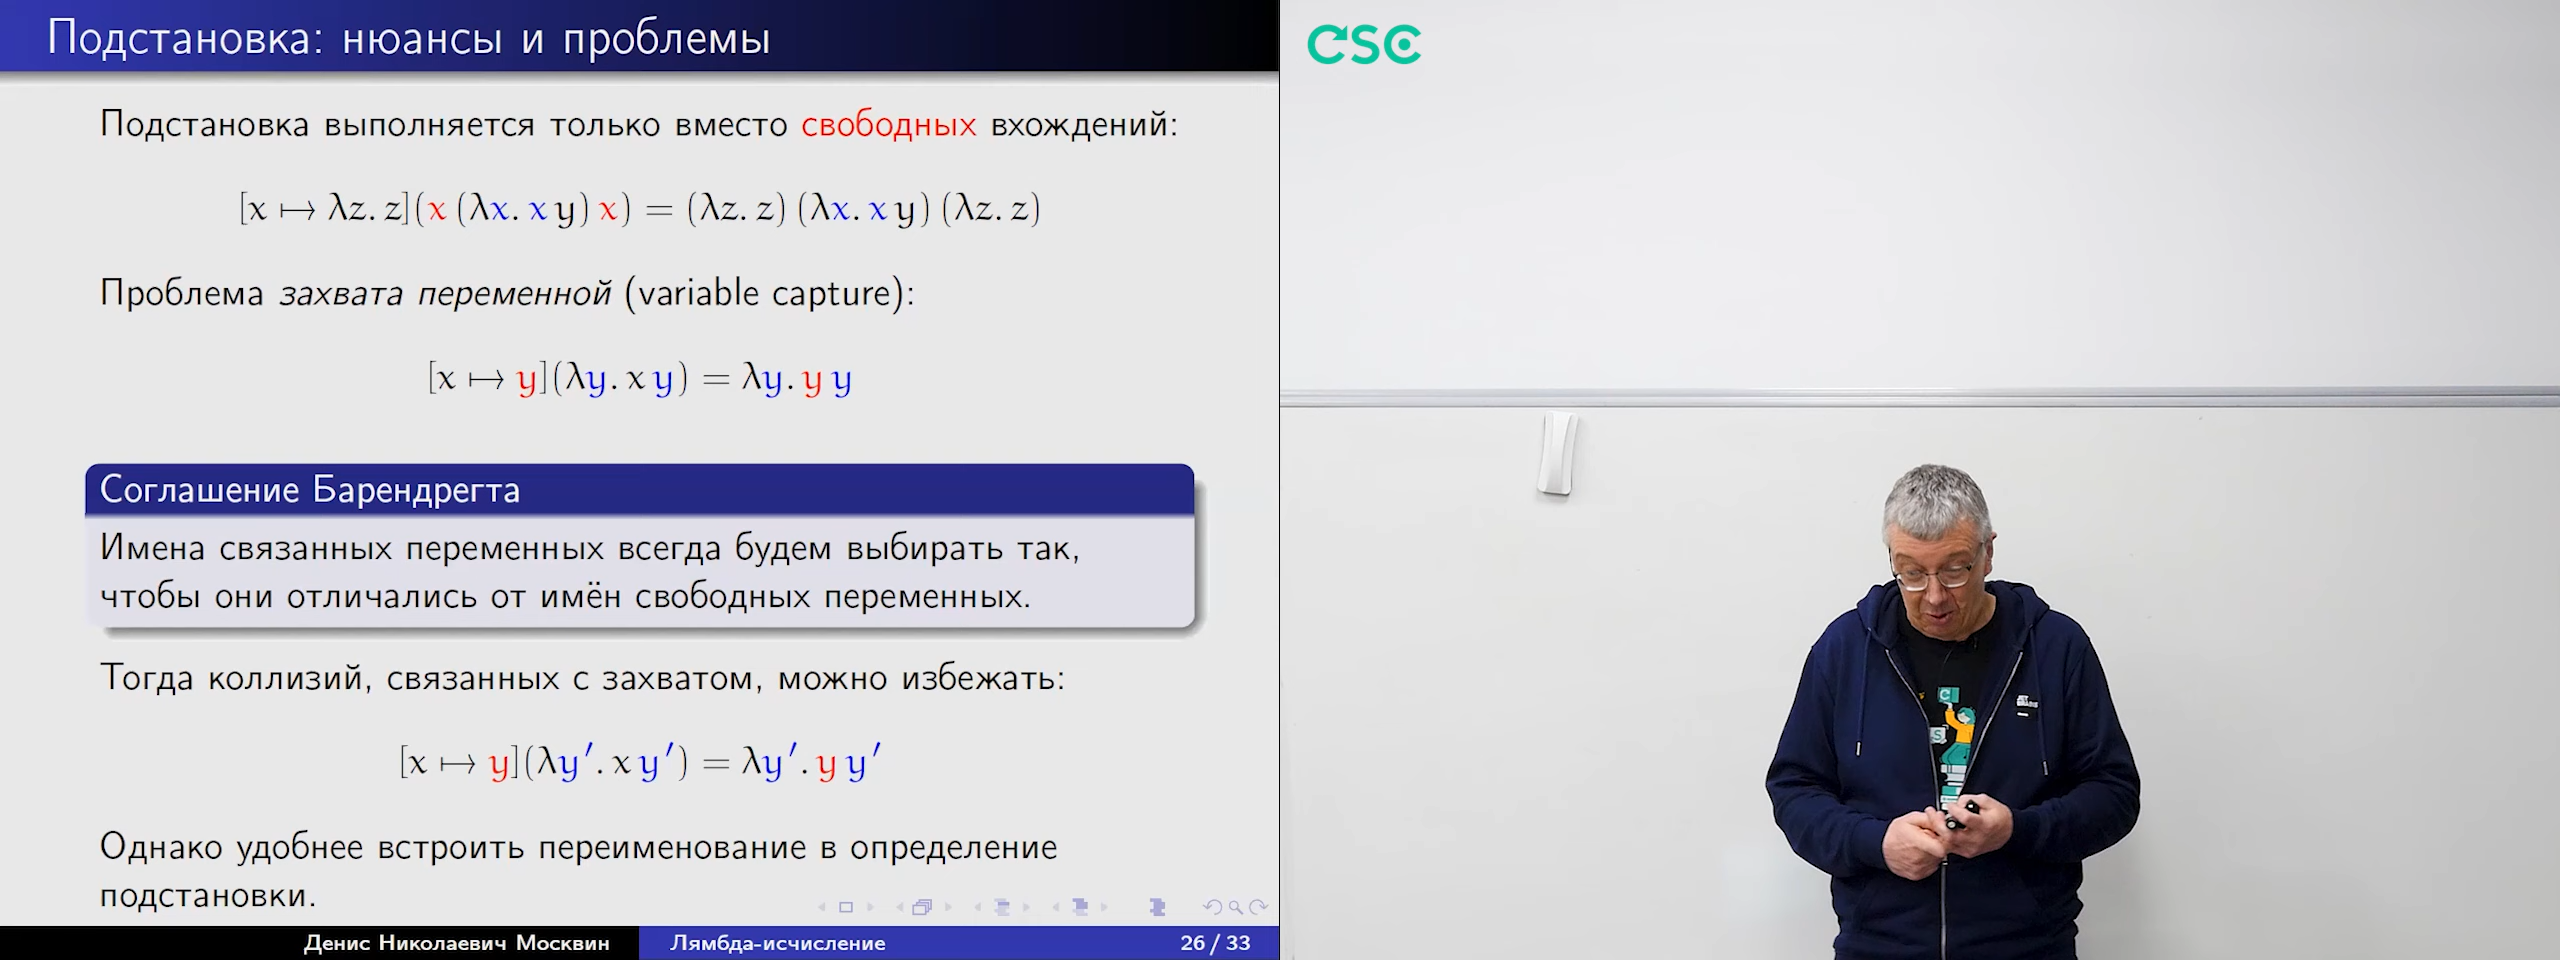 Подстановка: нюансы и проблемы
Подстановка выполняется только вместо свободных вхождений:
[x ↦ λz. z](x (λx. x y) x) = (λz. z) (λx. x y) (λz. z)
Проблема захвата переменной (variable capture):
[x ↦ y](λy. x y) = λy. y y
Соглашение Барендрегта
Имена связанных переменных всегда будем выбирать так,
чтобы они отличались от имён свободных переменных.
Тогда коллизий, связанных с захватом, можно избежать:
[x ↦ y](λy′. x y′) = λy′. y y′
Однако удобнее встроить переименование в определение
подстановки.
Денис Николаевич Москвин
Лямбда-исчисление
26 / 33
CSC